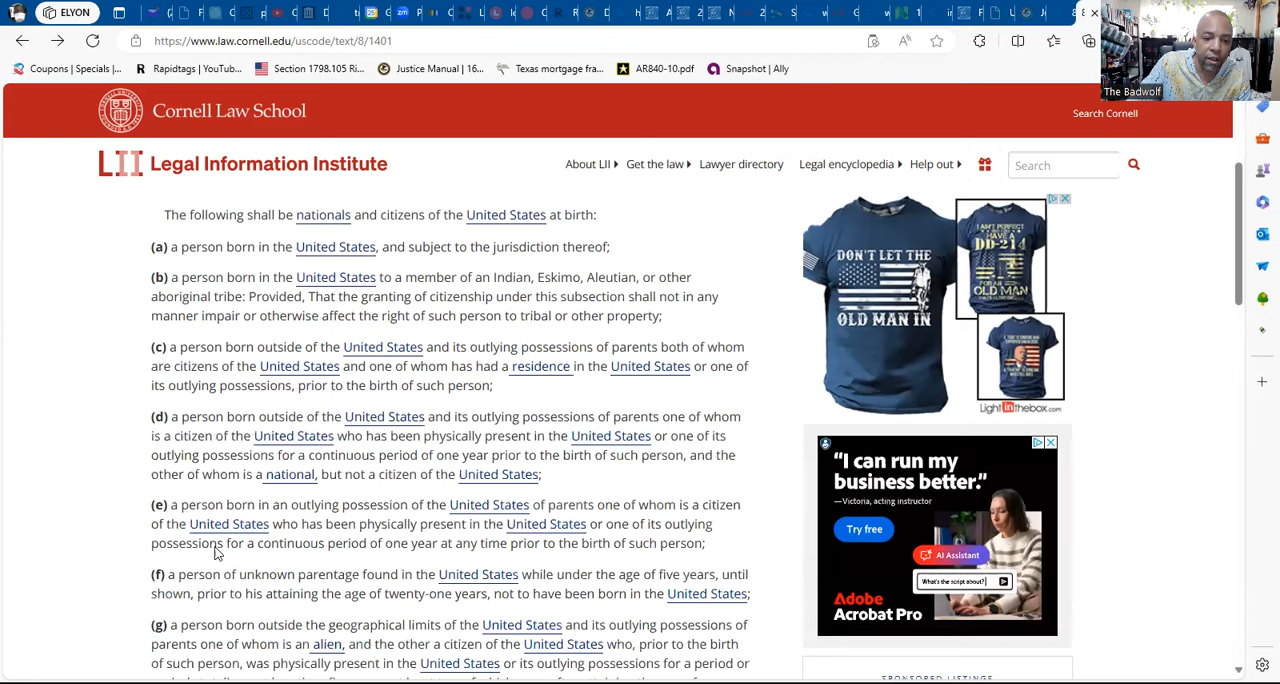 ELYON
https://www.law.cornell.edu/uscode/text/8/1401
Coupons | Specials |...
Rapidtags | YouTub...
Section 1798.105 Ri...
Justice Manual | 16...
Texas mortgage fra...
AR840-10.pdf
Snapshot | Ally
The Badwolf
Cornell Law School
Search Cornell
LII Legal Information Institute
About LII
Get the law
Lawyer directory
Legal encyclopedia
Help out
Search
The following shall be nationals and citizens of the United States at birth:
(a) a person born in the United States, and subject to the jurisdiction thereof;
(b) a person born in the United States to a member of an Indian, Eskimo, Aleutian, or other
aboriginal tribe: Provided, That the granting of citizenship under this subsection shall not in any
manner impair or otherwise affect the right of such person to tribal or other property;
(c) a person born outside of the United States and its outlying possessions of parents both of whom
are citizens of the United States and one of whom has had a residence in the United States or one of
its outlying possessions, prior to the birth of such person;
(d) a person born outside of the United States and its outlying possessions of parents one of whom
is a citizen of the United States who has been physically present in the United States or one of its
outlying possessions for a continuous period of one year prior to the birth of such person, and the
other of whom is a national, but not a citizen of the United States;
(e) a person born in an outlying possession of the United States of parents one of whom is a citizen
of the United States who has been physically present in the United States or one of its outlying
possessions for a continuous period of one year at any time prior to the birth of such person;
(f) a person of unknown parentage found in the United States while under the age of five years, until
shown, prior to his attaining the age of twenty-one years, not to have been born in the United States;
(g) a person born outside the geographical limits of the United States and its outlying possessions of
parents one of whom is an alien, and the other a citizen of the United States who, prior to the birth
of such person, was physically present in the United States or its outlying possessions for a period or
DON'T LET THE
OLD MAN IN
DD-214
OLD MAN
LightInthebox.com
"I can run my
business better."
—Victoria, acting instructor
Try free
AI Assistant
What's the script about?
Adobe
Acrobat Pro
SPONSORED LISTINGS